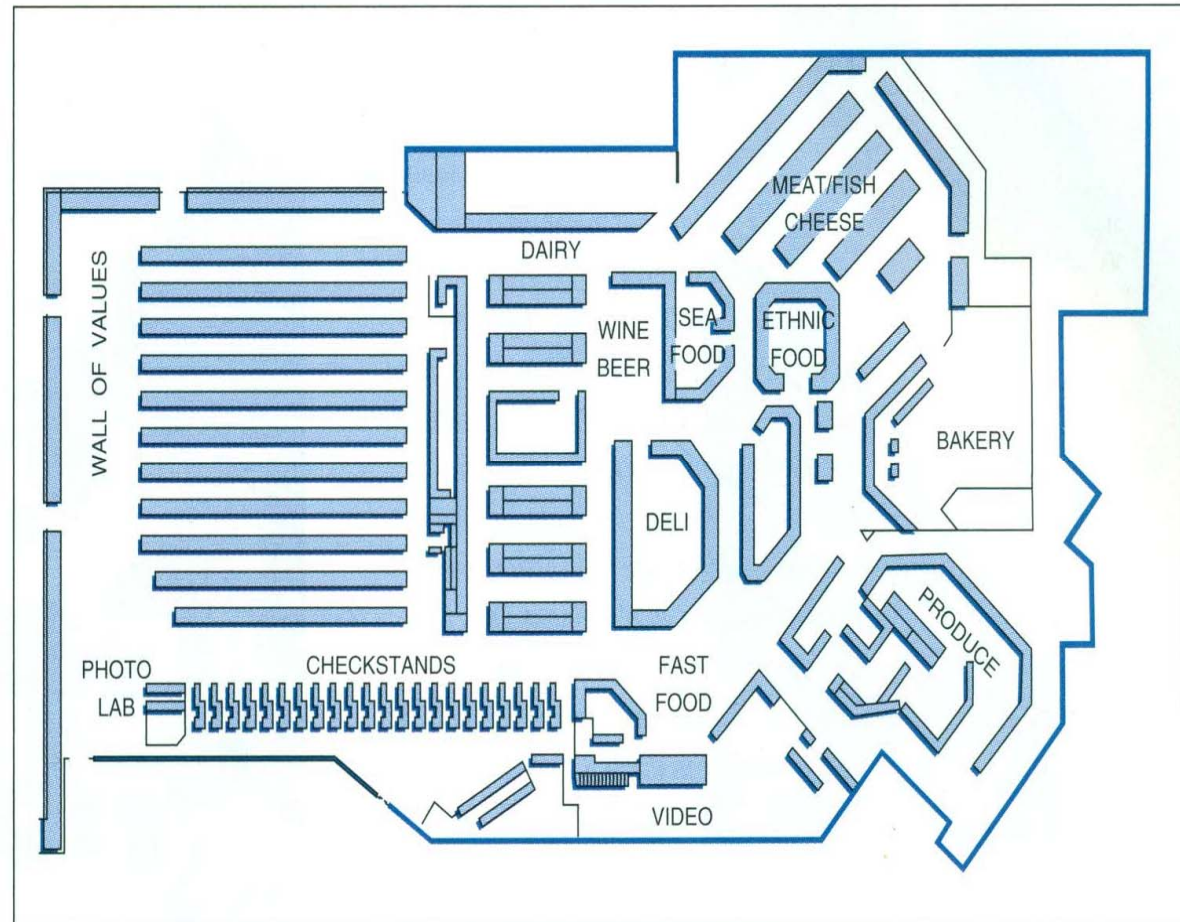 MEAT/FISH
CHEESE
DAIRY
WALL OF VALUES
WINE
BEER
SEA
FOOD
ETHNIC
FOOD
BAKERY
DELI
PRODUCE
PHOTO
LAB
CHECKSTANDS
FAST
FOOD
VIDEO